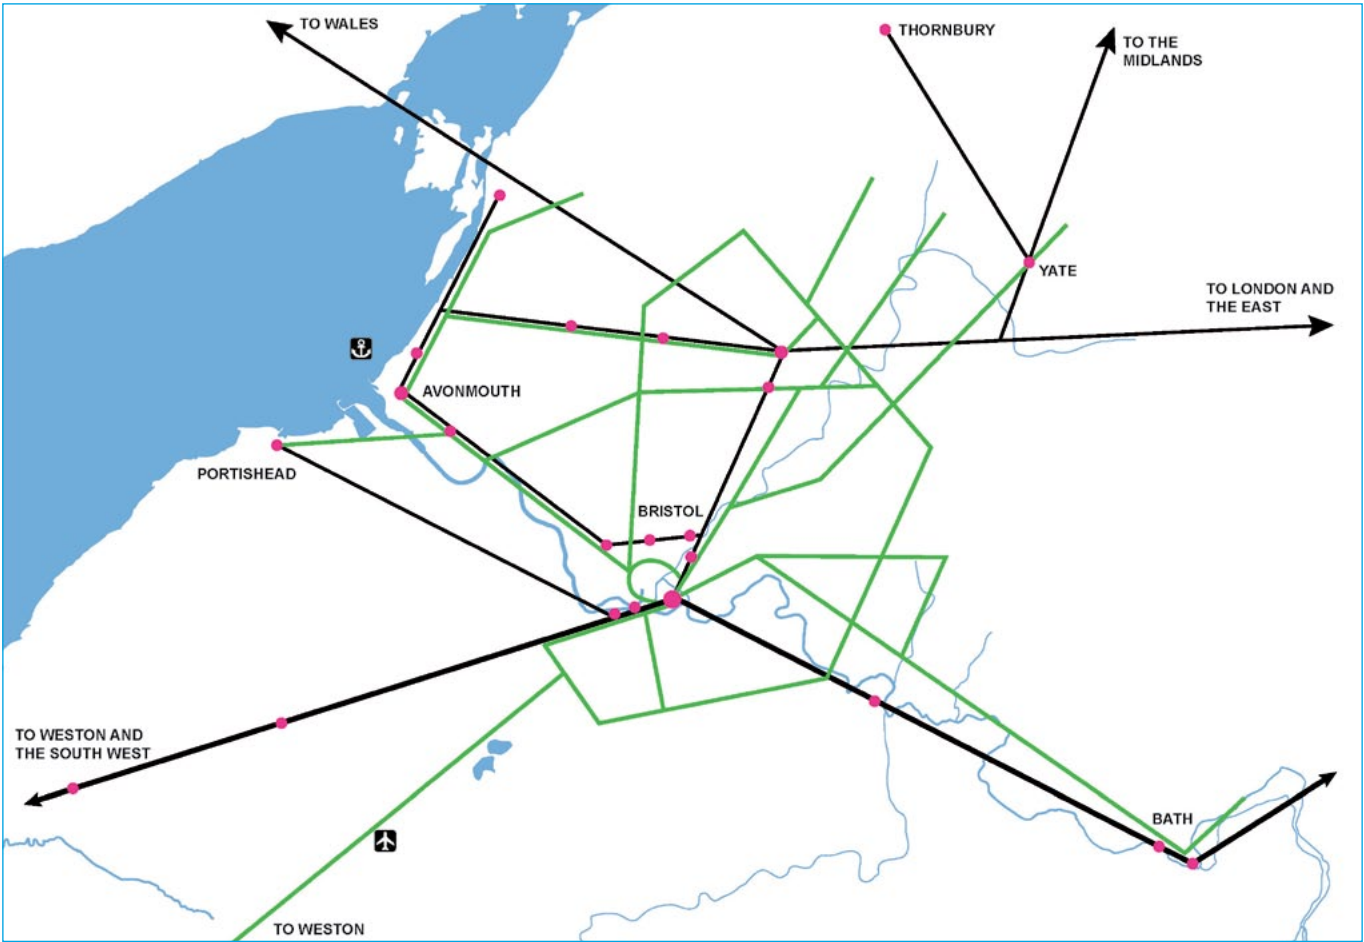 TO WALES
THORNBURY
TO THE
MIDLANDS
YATE
TO LONDON AND
THE EAST
AVONMOUTH
PORTISHEAD
BRISTOL
TO WESTON AND
THE SOUTH WEST
BATH
TO WESTON